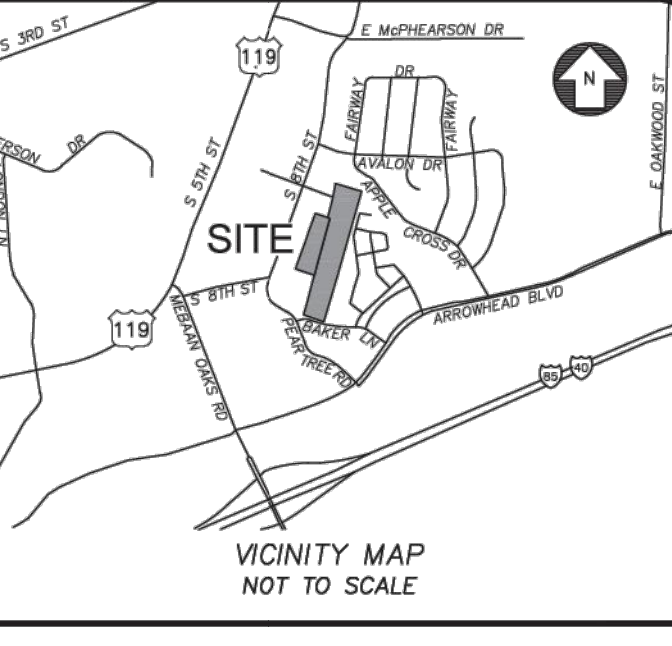 S 3RD ST
119
E McPHEARSON DR
N
DR
FAIRWAY
FAIRWAY
E OAKWOOD ST
ERSON DR
S 5TH ST
S 8TH ST
AVALON DR
APPLE
CROSS DR
SITE
S 8TH ST
119
MEBAAN OAKS RD
PEAR TREE RD
BAKER LN
ARROWHEAD BLVD
85
40
VICINITY MAP
NOT TO SCALE